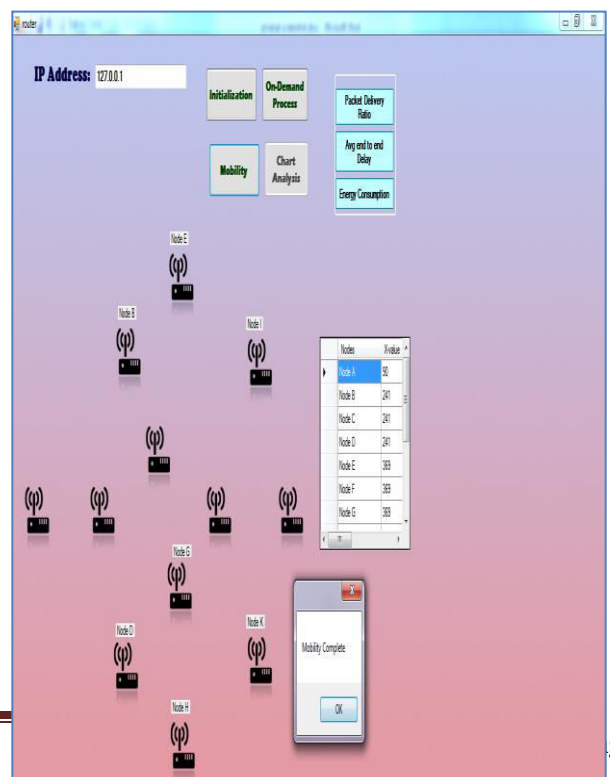 router
IP Address: 127.0.0.1
Initialization
On-Demand
Process
Mobility
Chart
Analysis
Packet Delivery
Ratio
Avg end to end
Delay
Energy Consumption
Node E
Node B
Node I
Nodes X-value
Node A 50
Node B 241
Node C 241
Node D 241
Node E 369
Node F 369
Node G 369
Node G
Node D
Node K
Mobility Complete
OK
Node H